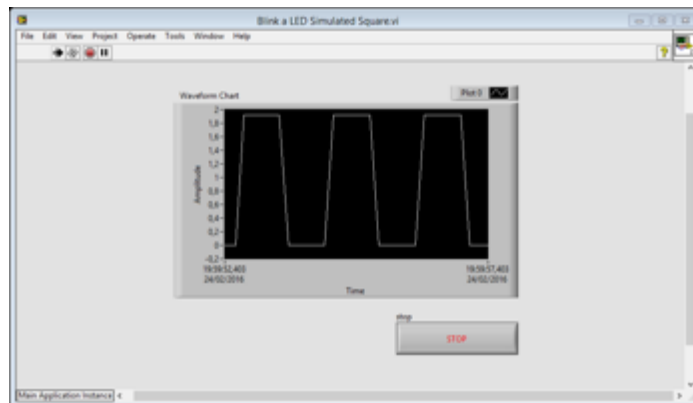 Blink a LED Simulated Square.vi
File Edit View Project Operate Tools Window Help
Waveform Chart
Plot 0
2
1,8
1,6
1,4
1,2
1
0,8
0,6
0,4
0,2
0
-0,2
Amplitude
19:59:52,403
24/02/2016
19:59:57,403
24/02/2016
Time
stop
STOP
Main Application Instance